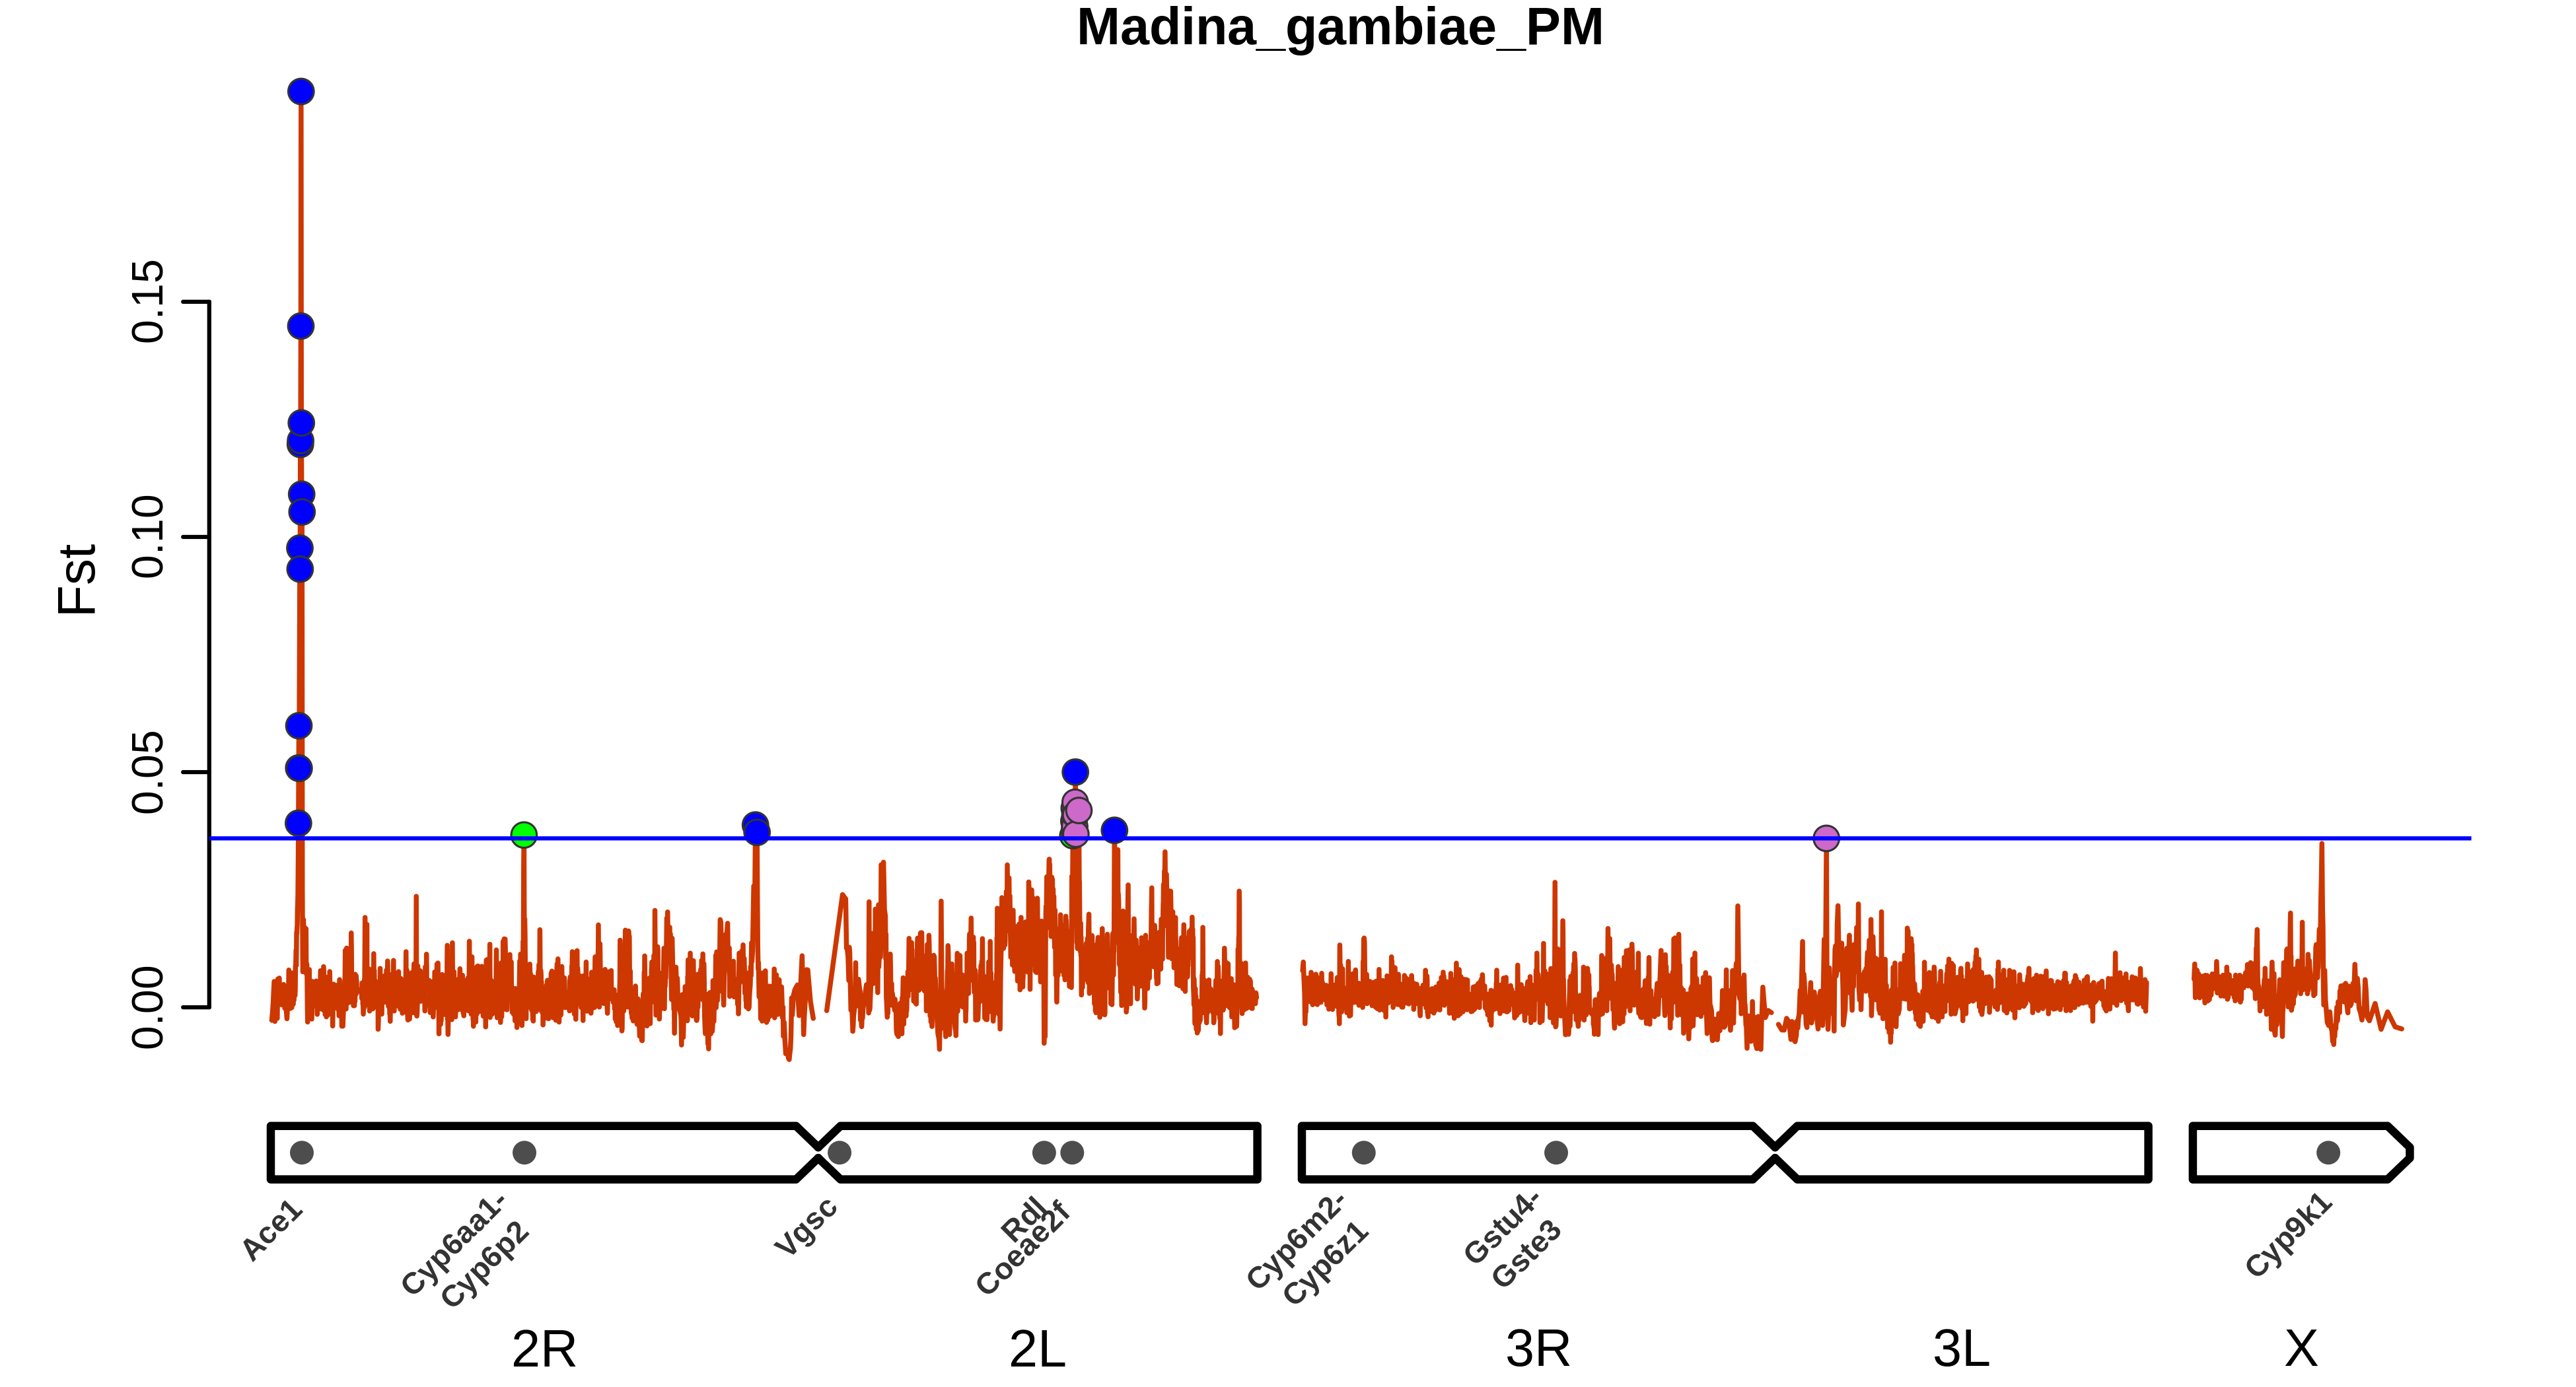 Madina_gambiae_PM
Fst
0.15
0.10
0.05
0.00
Ace1
Cyp6aa1-
Cyp6p2
Vgsc
Rdl
Coeae2f
Cyp6m2-
Cyp6z1
Gstu4-
Gste3
Cyp9k1
2R
2L
3R
3L
X